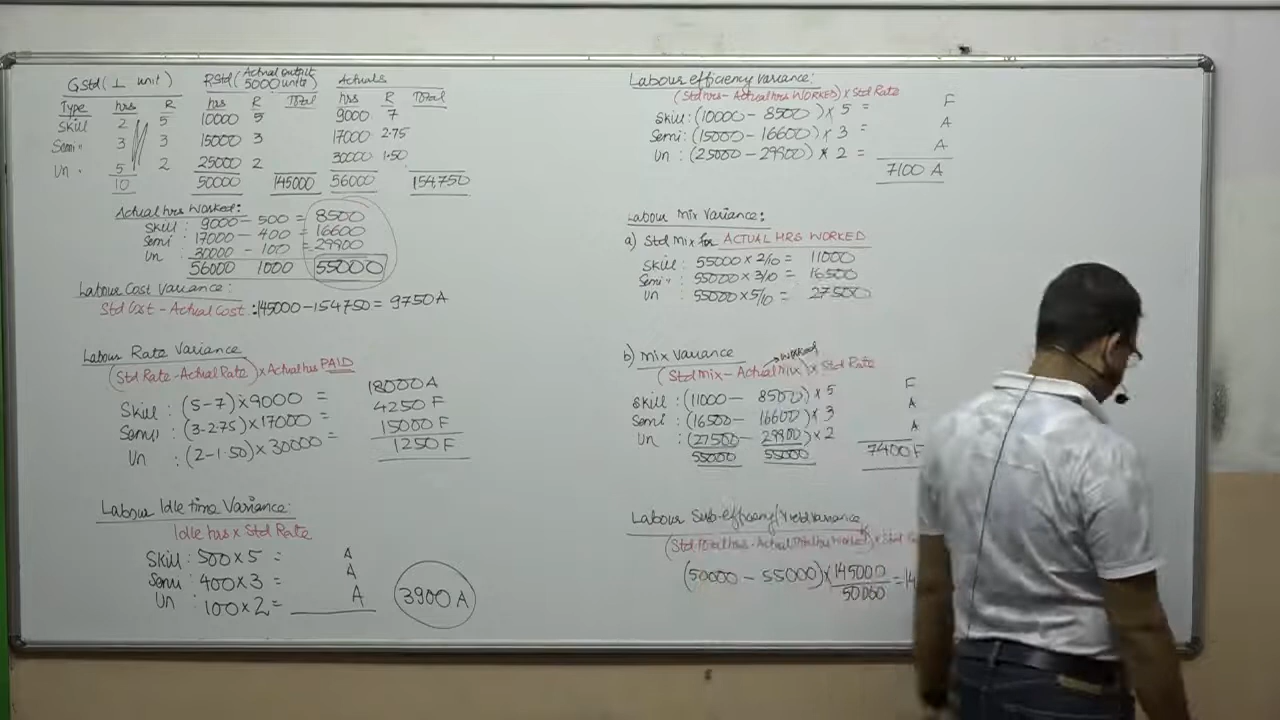 GStd (1 unit) RStd (Actual output 5000 units) Actuals
Type hrs R hrs R Total hrs R Total
Skill 2 5 10000 5 9000 7
Semi " 3 3 15000 3 17000 2.75
Un " 5 2 25000 2 30000 1.50
10 50000 145000 56000 154750
Actual hrs Worked:
Skill: 9000 - 500 = 8500
Semi: 17000 - 400 = 16600
Un: 30000 - 100 = 29900
56000 1000 55000
Labour Cost Variance:
Std Cost - Actual Cost : 145000 - 154750 = 9750 A
Labour Rate Variance
(Std Rate - Actual Rate) x Actual hrs PAID
Skill : (5-7) x 9000 = 18000 A
Semi : (3-2.75) x 17000 = 4250 F
Un : (2-1.50) x 30000 = 15000 F
1250 F
Labour Idle time Variance:
Idle hrs x Std Rate
Skill : 500 x 5 = A
Semi : 400 x 3 = A
Un : 100 x 2 = A
3900 A
Labour efficiency variance:
(Std hrs - Actual hrs WORKED) x Std Rate
Skill: (10000 - 8500) x 5 = F
Semi: (15000 - 16600) x 3 = A
Un : (25000 - 29900) x 2 = A
7100 A
Labour Mix Variance:
a) Std Mix for ACTUAL HRS WORKED
Skill: 55000 x 2/10 = 11000
Semi " : 55000 x 3/10 = 16500
Un : 55000 x 5/10 = 27500
b) Mix Variance
worked
(Std Mix - Actual Mix) x Std Rate
Skill : (11000 - 8500) x 5 F
Semi : (16500 - 16600) x 3 A
Un : (27500 - 29900) x 2 A
55000 55000 7400 F
Labour Sub-efficiency/Yield Variance
(Std Total hrs - Actual Total hrs Worked) x Std
(50000 - 55000) x 145000 / 50000 = 14